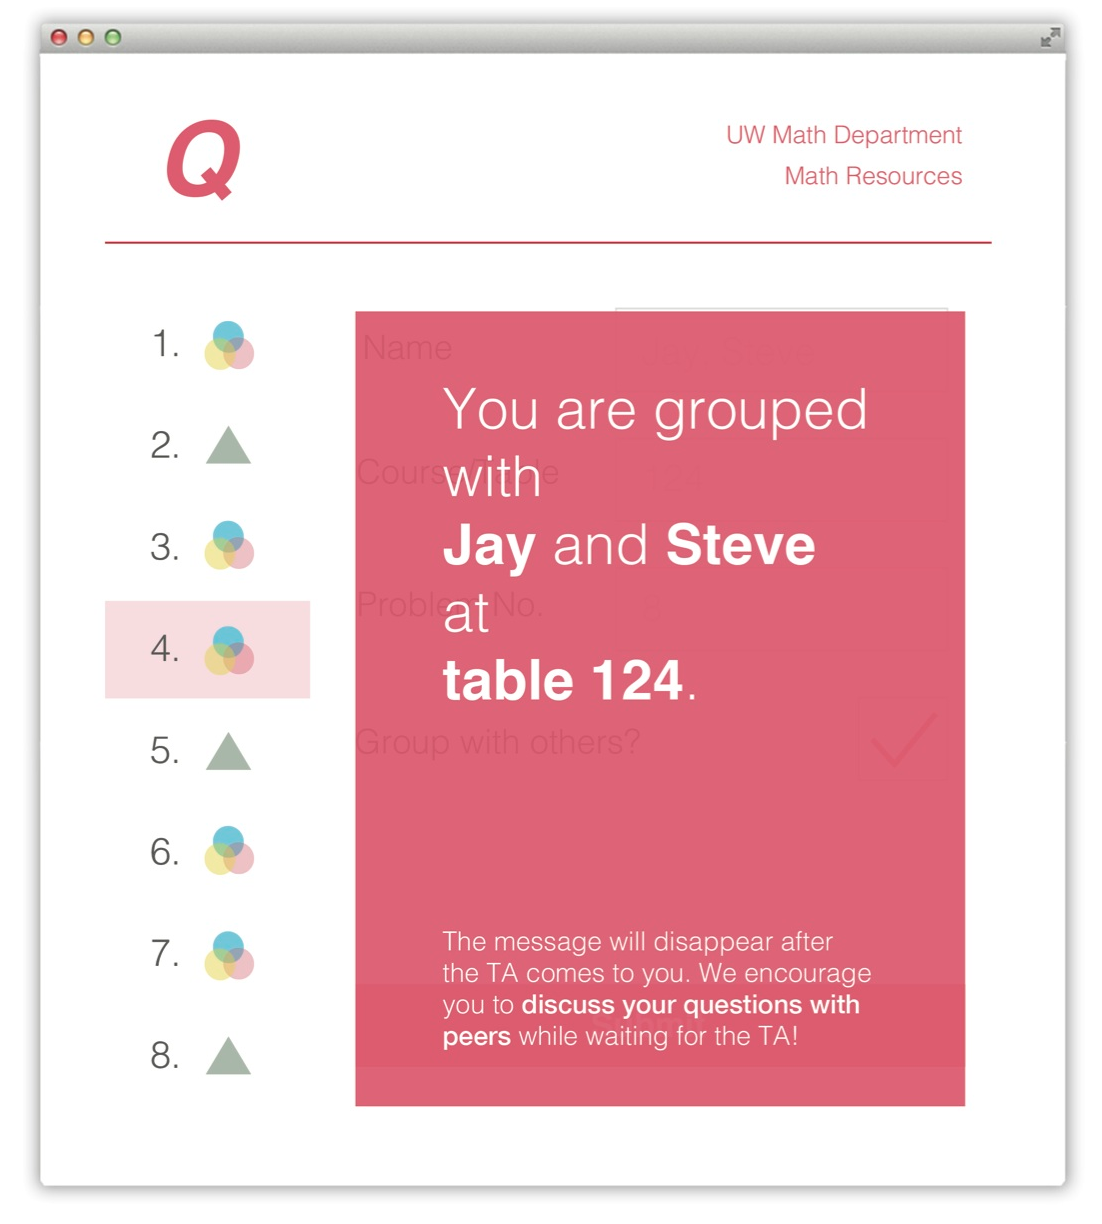 Q
UW Math Department
Math Resources
1.
2.
3.
4.
5.
6.
7.
8.
Name
You are grouped
Course/Table
with
Jay and Steve
Problem No.
at
table 124.
Group with others?
The message will disappear after
the TA comes to you. We encourage
you to discuss your questions with
peers while waiting for the TA!